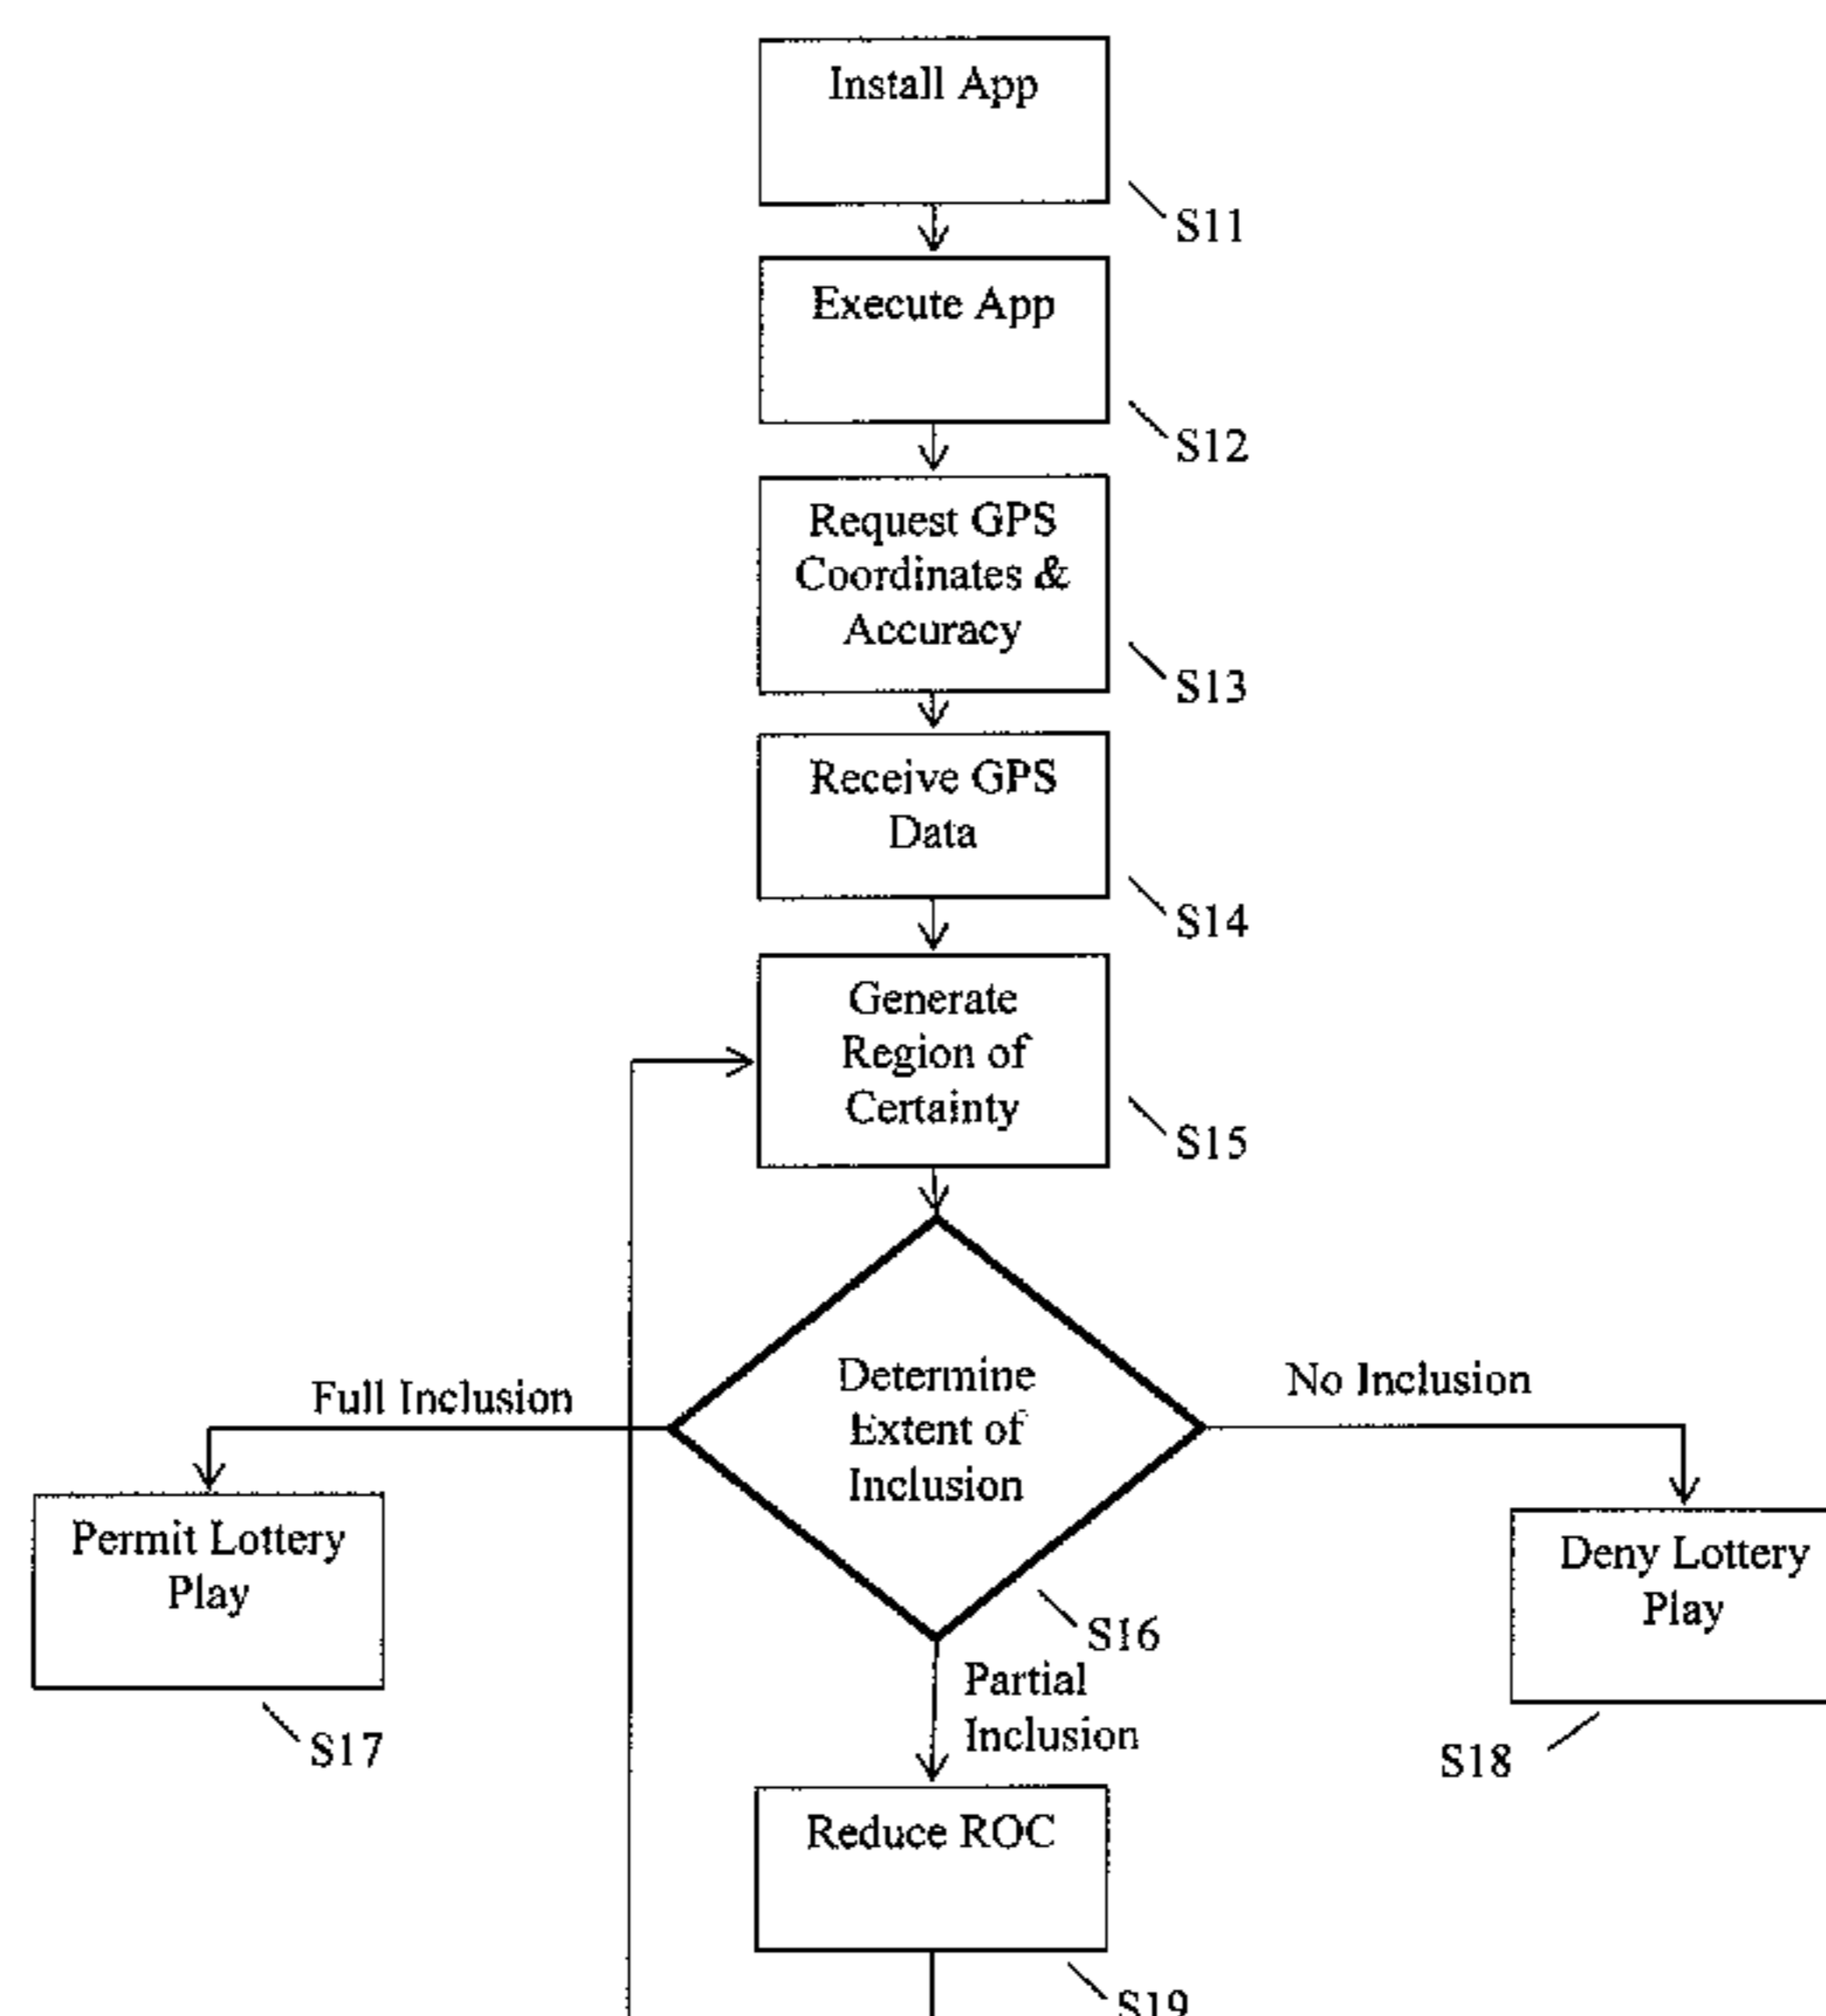 Install App
S11
Execute App
S12
Request GPS
Coordinates &
Accuracy
S13
Receive GPS
Data
S14
Generate
Region of
Certainty
S15
Determine
Extent of
Inclusion
S16
Full Inclusion
No Inclusion
Permit Lottery
Play
S17
Deny Lottery
Play
S18
Partial
Inclusion
Reduce ROC
S19